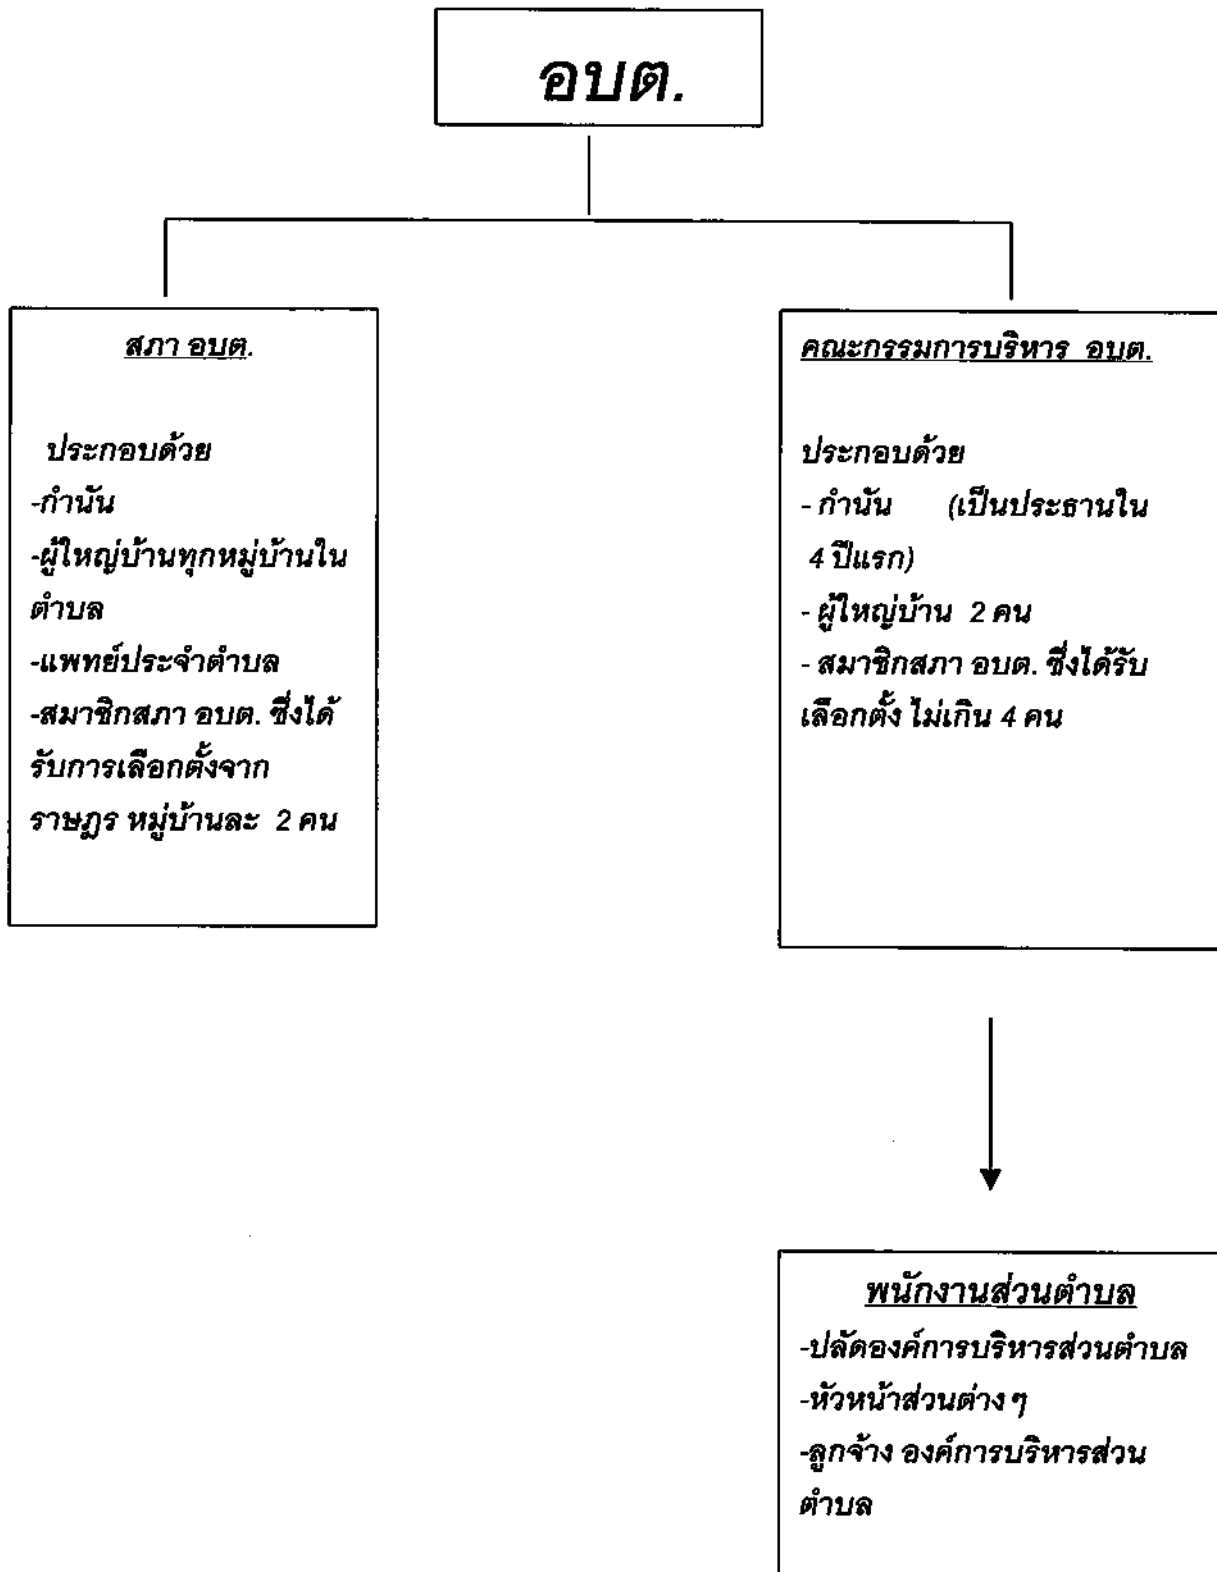 อบต.
สภา อบต.
ประกอบด้วย
-กำนัน
-ผู้ใหญ่บ้านทุกหมู่บ้านใน
ตำบล
-แพทย์ประจำตำบล
-สมาชิกสภา อบต. ซึ่งได้
รับการเลือกตั้งจาก
ราษฎร หมู่บ้านละ 2 คน
คณะกรรมการบริหาร อบต.
ประกอบด้วย
- กำนัน (เป็นประธานใน
4 ปีแรก)
- ผู้ใหญ่บ้าน 2 คน
- สมาชิกสภา อบต. ซึ่งได้รับ
เลือกตั้ง ไม่เกิน 4 คน
พนักงานส่วนตำบล
-ปลัดองค์การบริหารส่วนตำบล
-หัวหน้าส่วนต่าง ๆ
-ลูกจ้าง องค์การบริหารส่วน
ตำบล